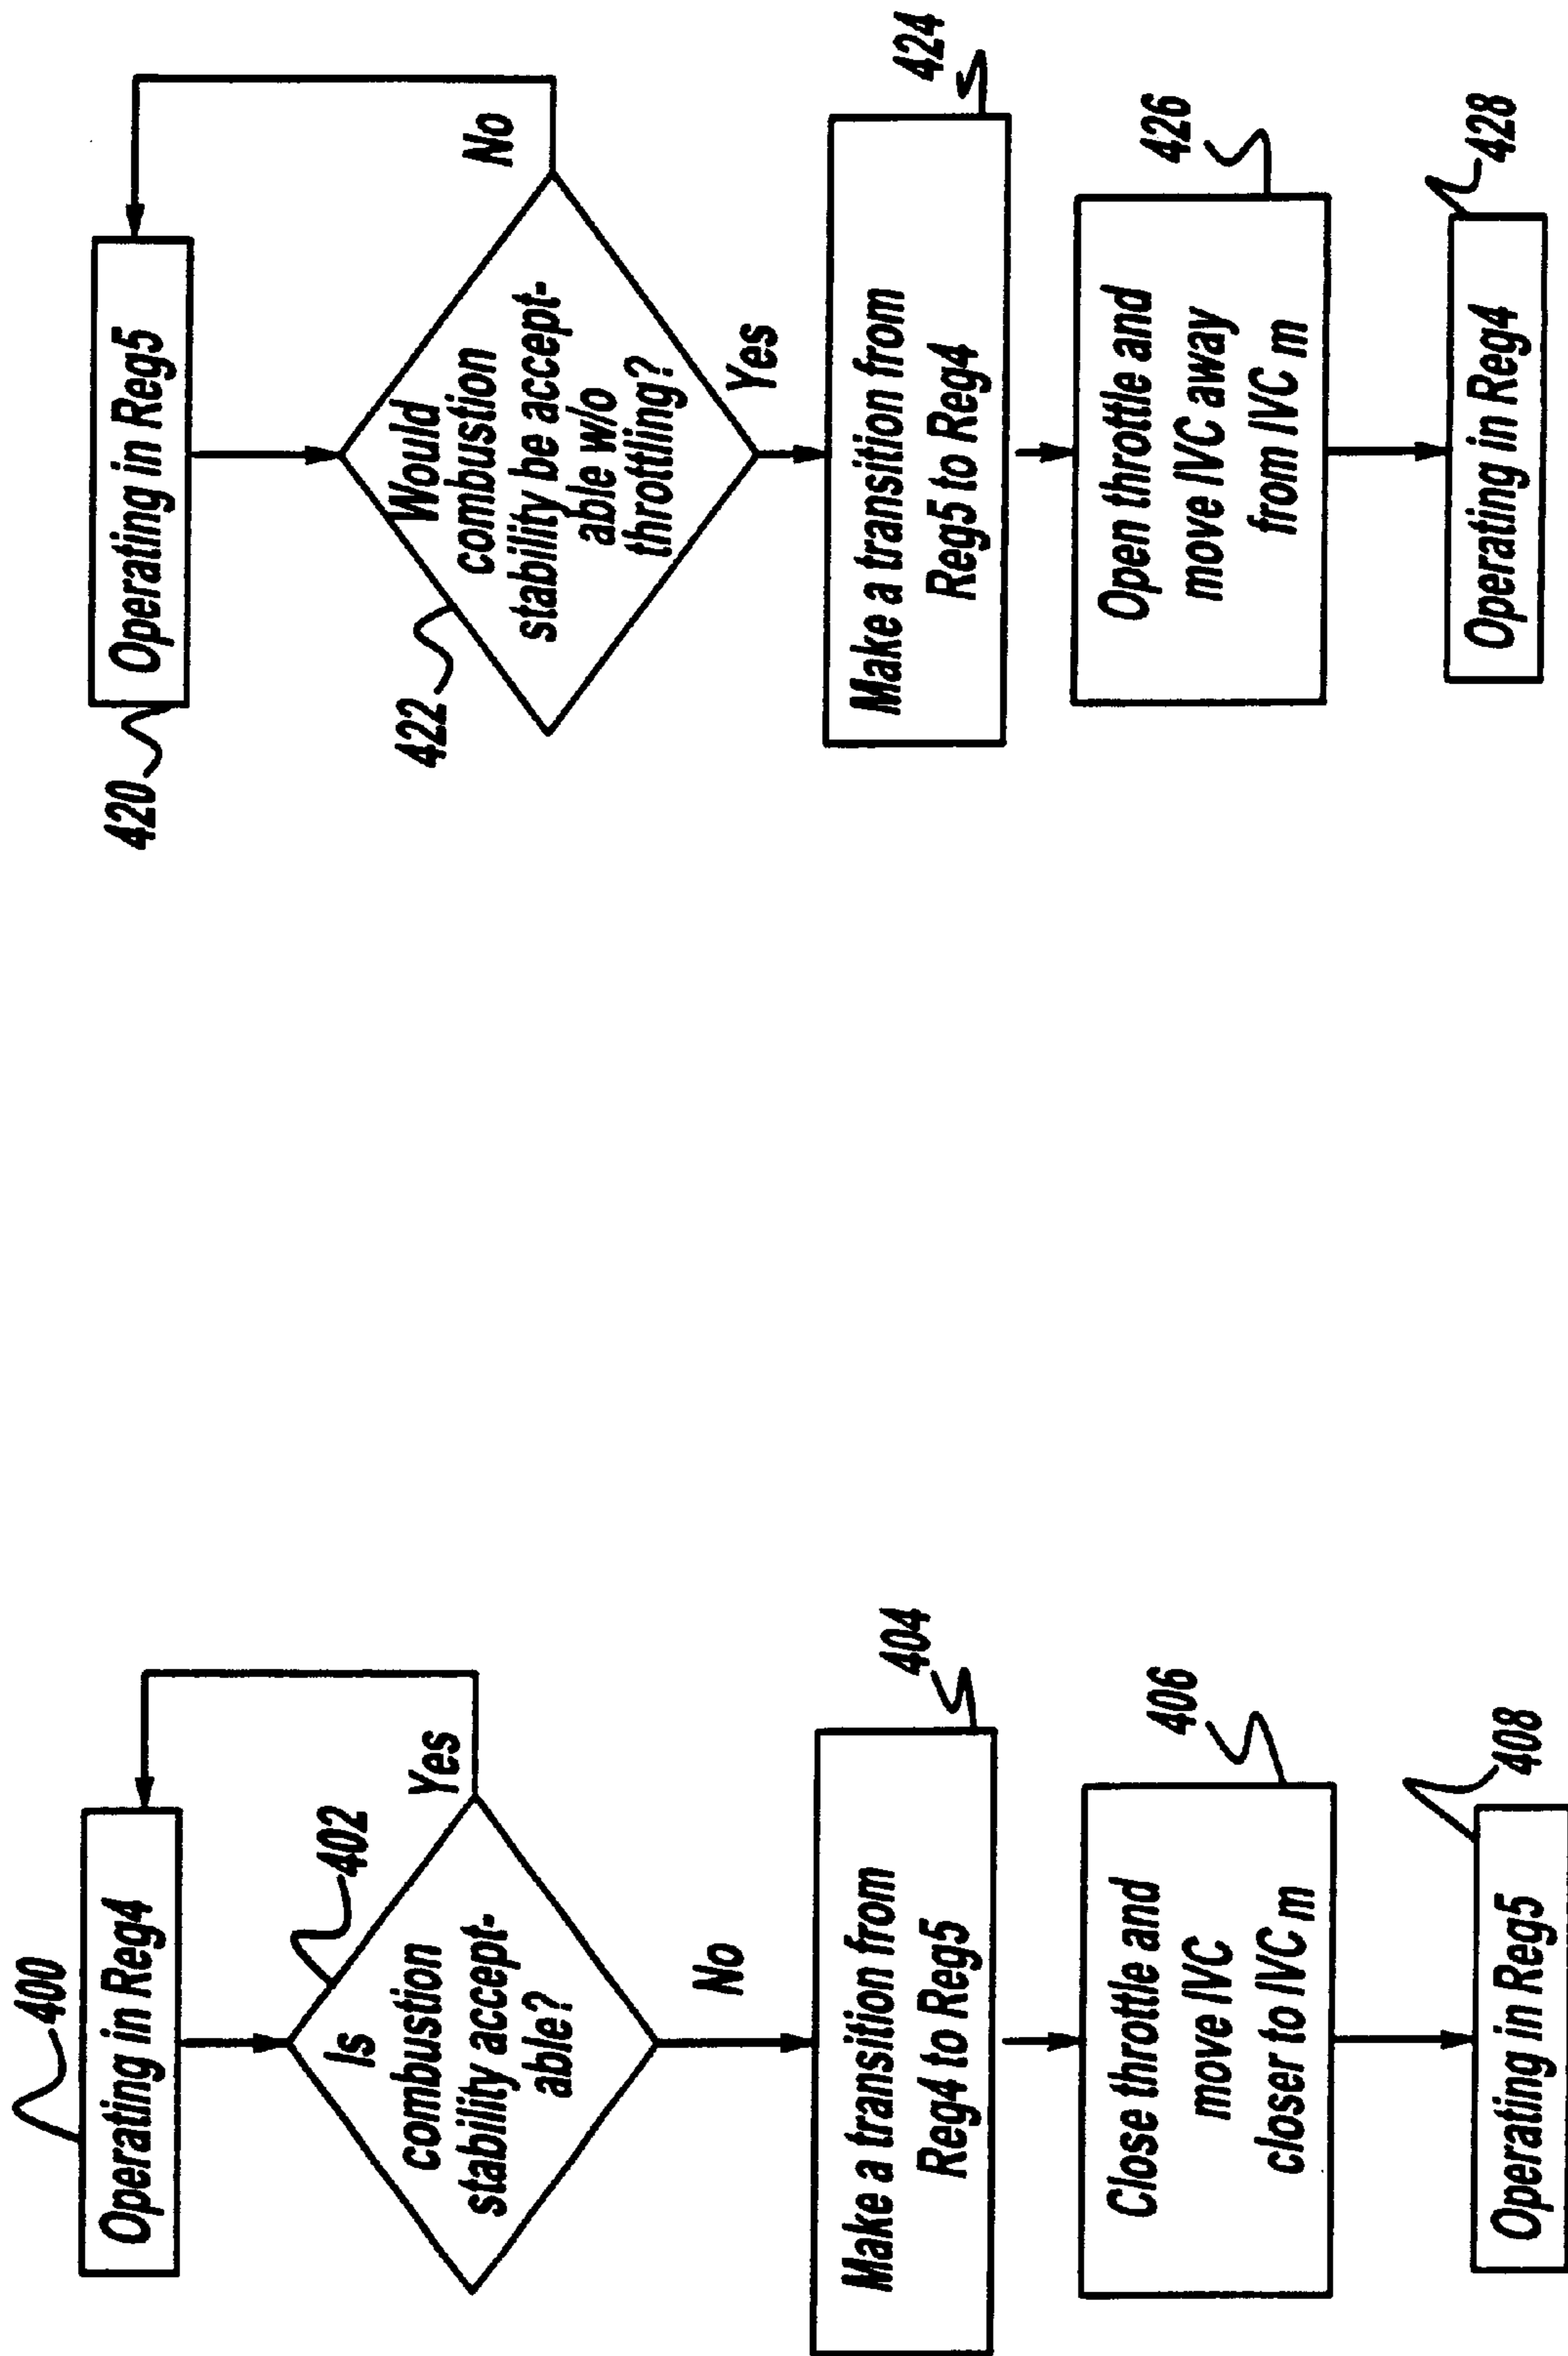 400
Operating in Reg4
402
Is
combustion
stability accept-
able?
Yes
No
404
Make a transition from
Reg4 to Reg5
406
Close throttle and
move IVC
closer to IVC m
408
Operating in Reg5
420
Operating in Reg5
422
Would
combustion
stability be accept-
able w/o
throttling?
No
Yes
424
Make a transition from
Reg5 to Reg4
426
Open throttle and
move IVC away
from IVC m
428
Operating in Reg4